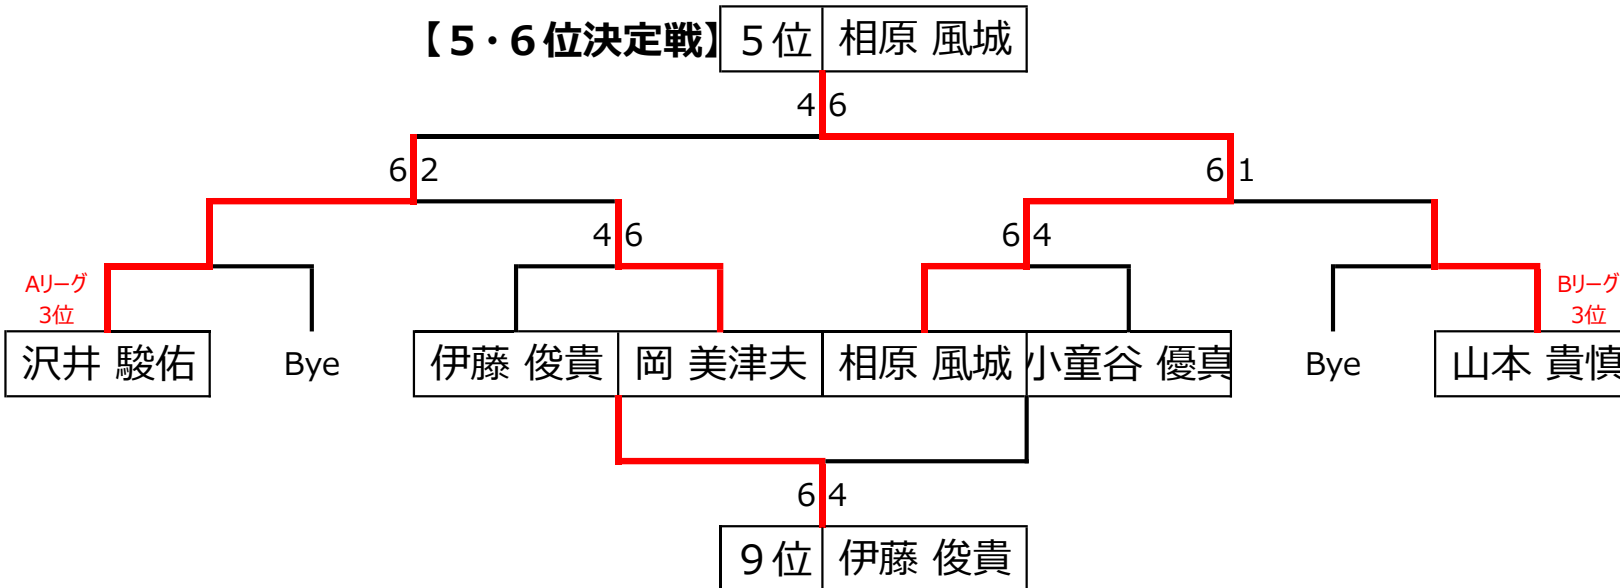 【５・６位決定戦】 ５位 相原 風城
4 6
6 2 6 1
4 6 6 4
Aリーグ Bリーグ
3位 3位
沢井 駿佑 Bye 伊藤 俊貴 岡 美津夫 相原 風城 小童谷 優真 Bye 山本 貴慎
6 4
９位 伊藤 俊貴